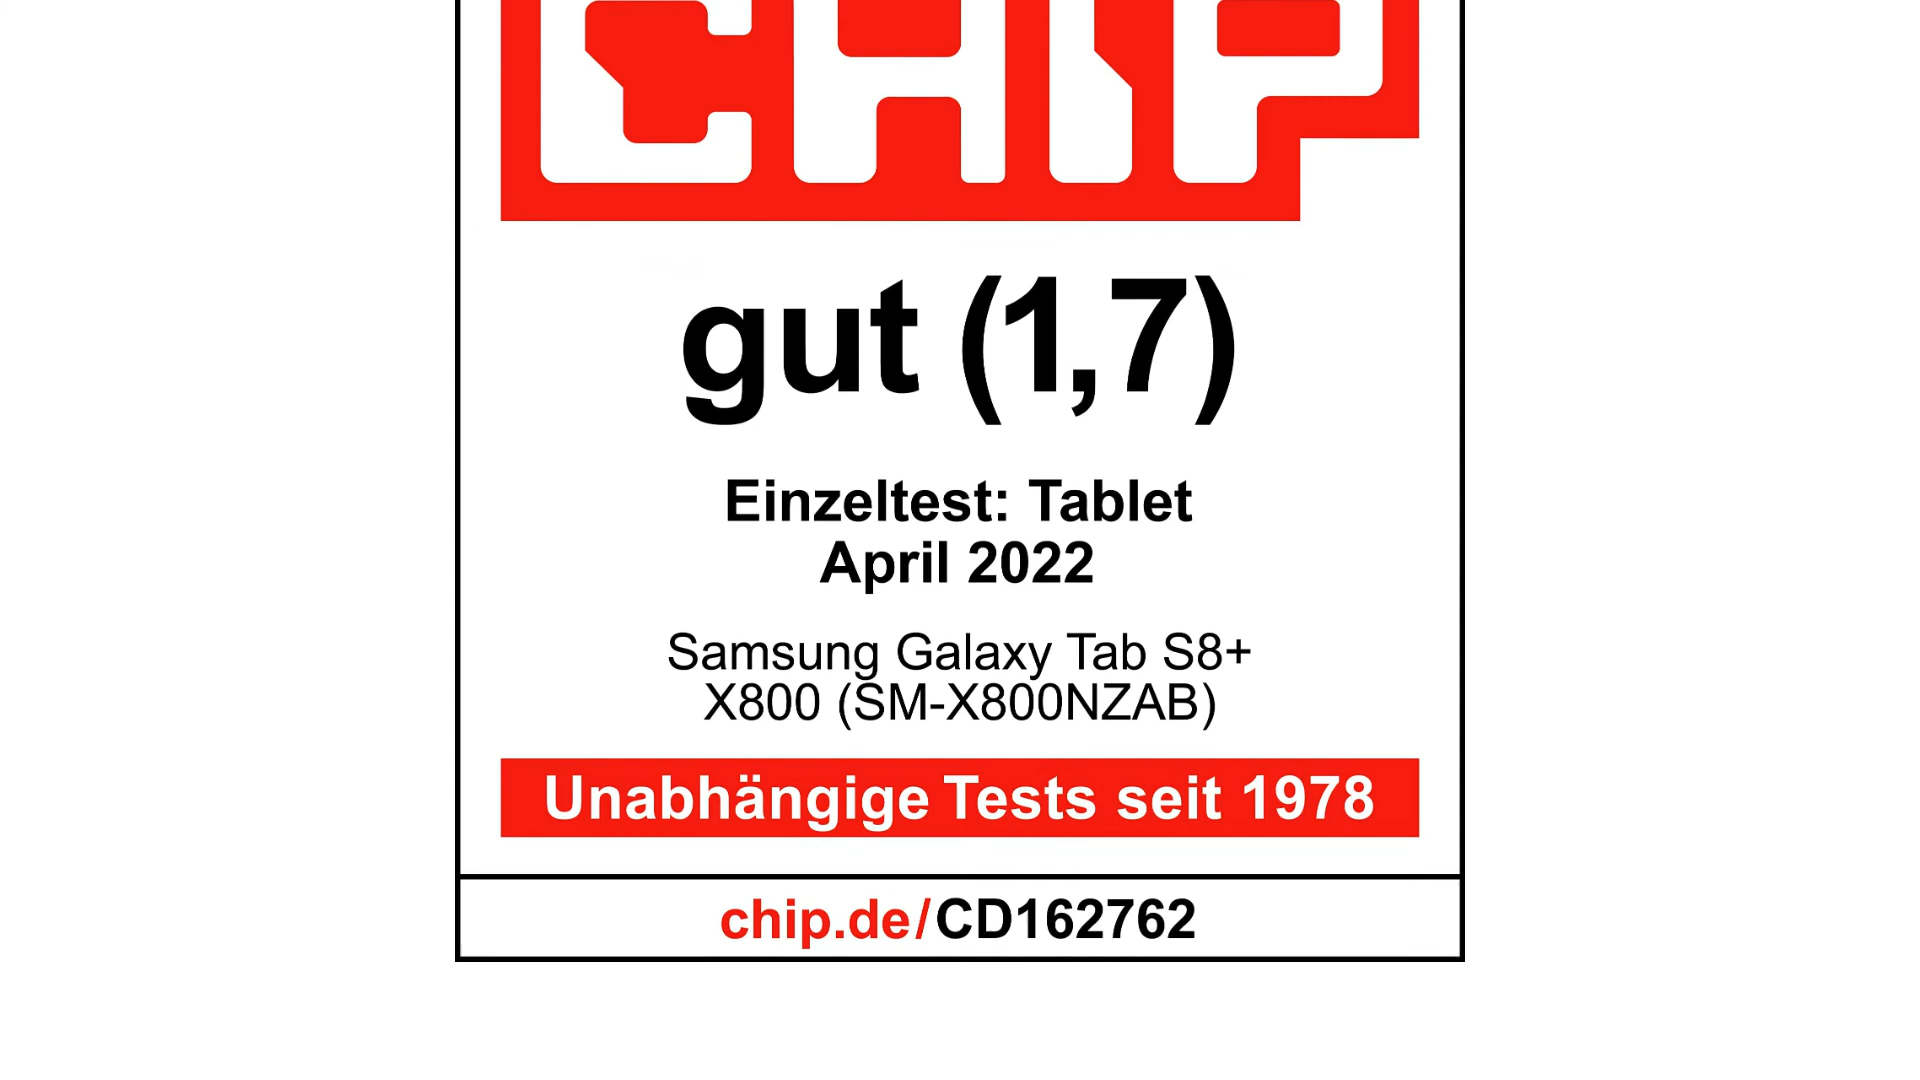 CHIP
gut (1,7)
Einzeltest: Tablet
April 2022
Samsung Galaxy Tab S8+
X800 (SM-X800NZAB)
Unabhängige Tests seit 1978
chip.de/CD162762